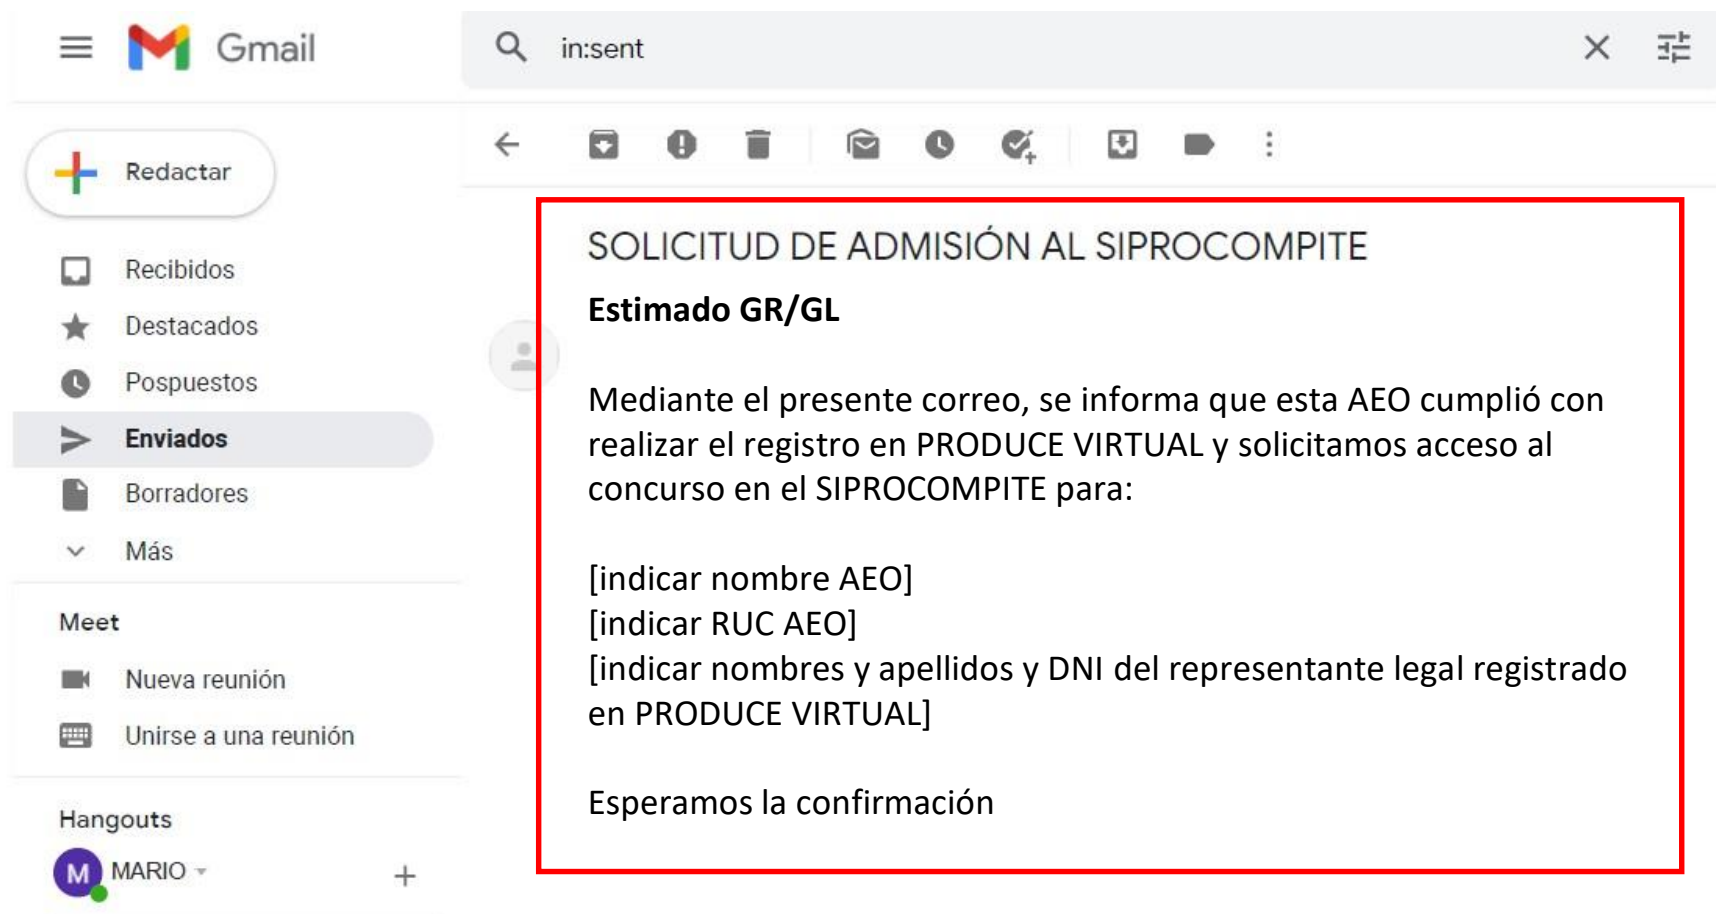 Gmail
in:sent
Redactar
Recibidos
Destacados
Pospuestos
Enviados
Borradores
Más
Meet
Nueva reunión
Unirse a una reunión
Hangouts
M MARIO
SOLICITUD DE ADMISIÓN AL SIPROCOMPITE
Estimado GR/GL
Mediante el presente correo, se informa que esta AEO cumplió con
realizar el registro en PRODUCE VIRTUAL y solicitamos acceso al
concurso en el SIPROCOMPITE para:
[indicar nombre AEO]
[indicar RUC AEO]
[indicar nombres y apellidos y DNI del representante legal registrado
en PRODUCE VIRTUAL]
Esperamos la confirmación